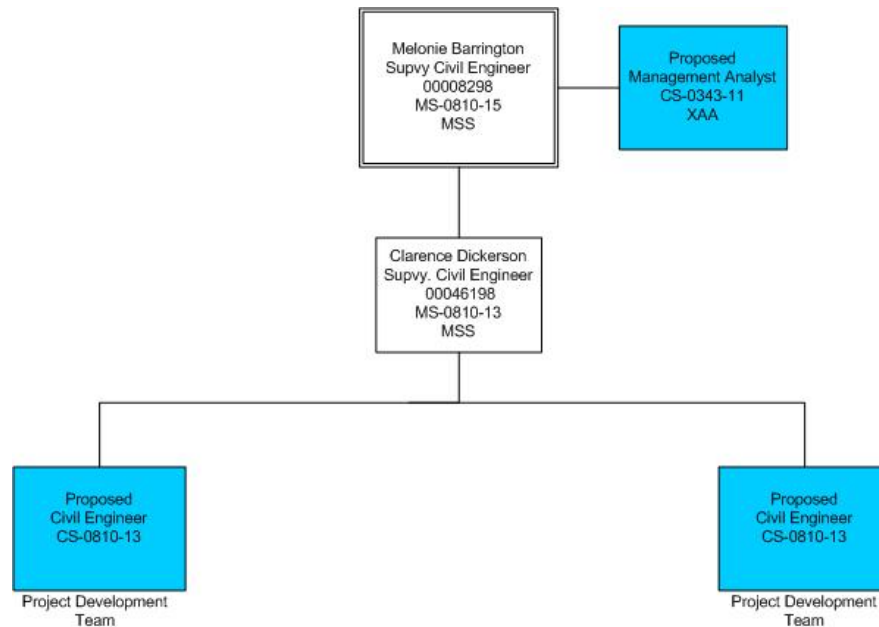 Melonie Barrington
Supvy Civil Engineer
00008298
MS-0810-15
MSS
Proposed
Management Analyst
CS-0343-11
XAA
Clarence Dickerson
Supvy. Civil Engineer
00046198
MS-0810-13
MSS
Proposed
Civil Engineer
CS-0810-13
Project Development
Team
Proposed
Civil Engineer
CS-0810-13
Project Development
Team